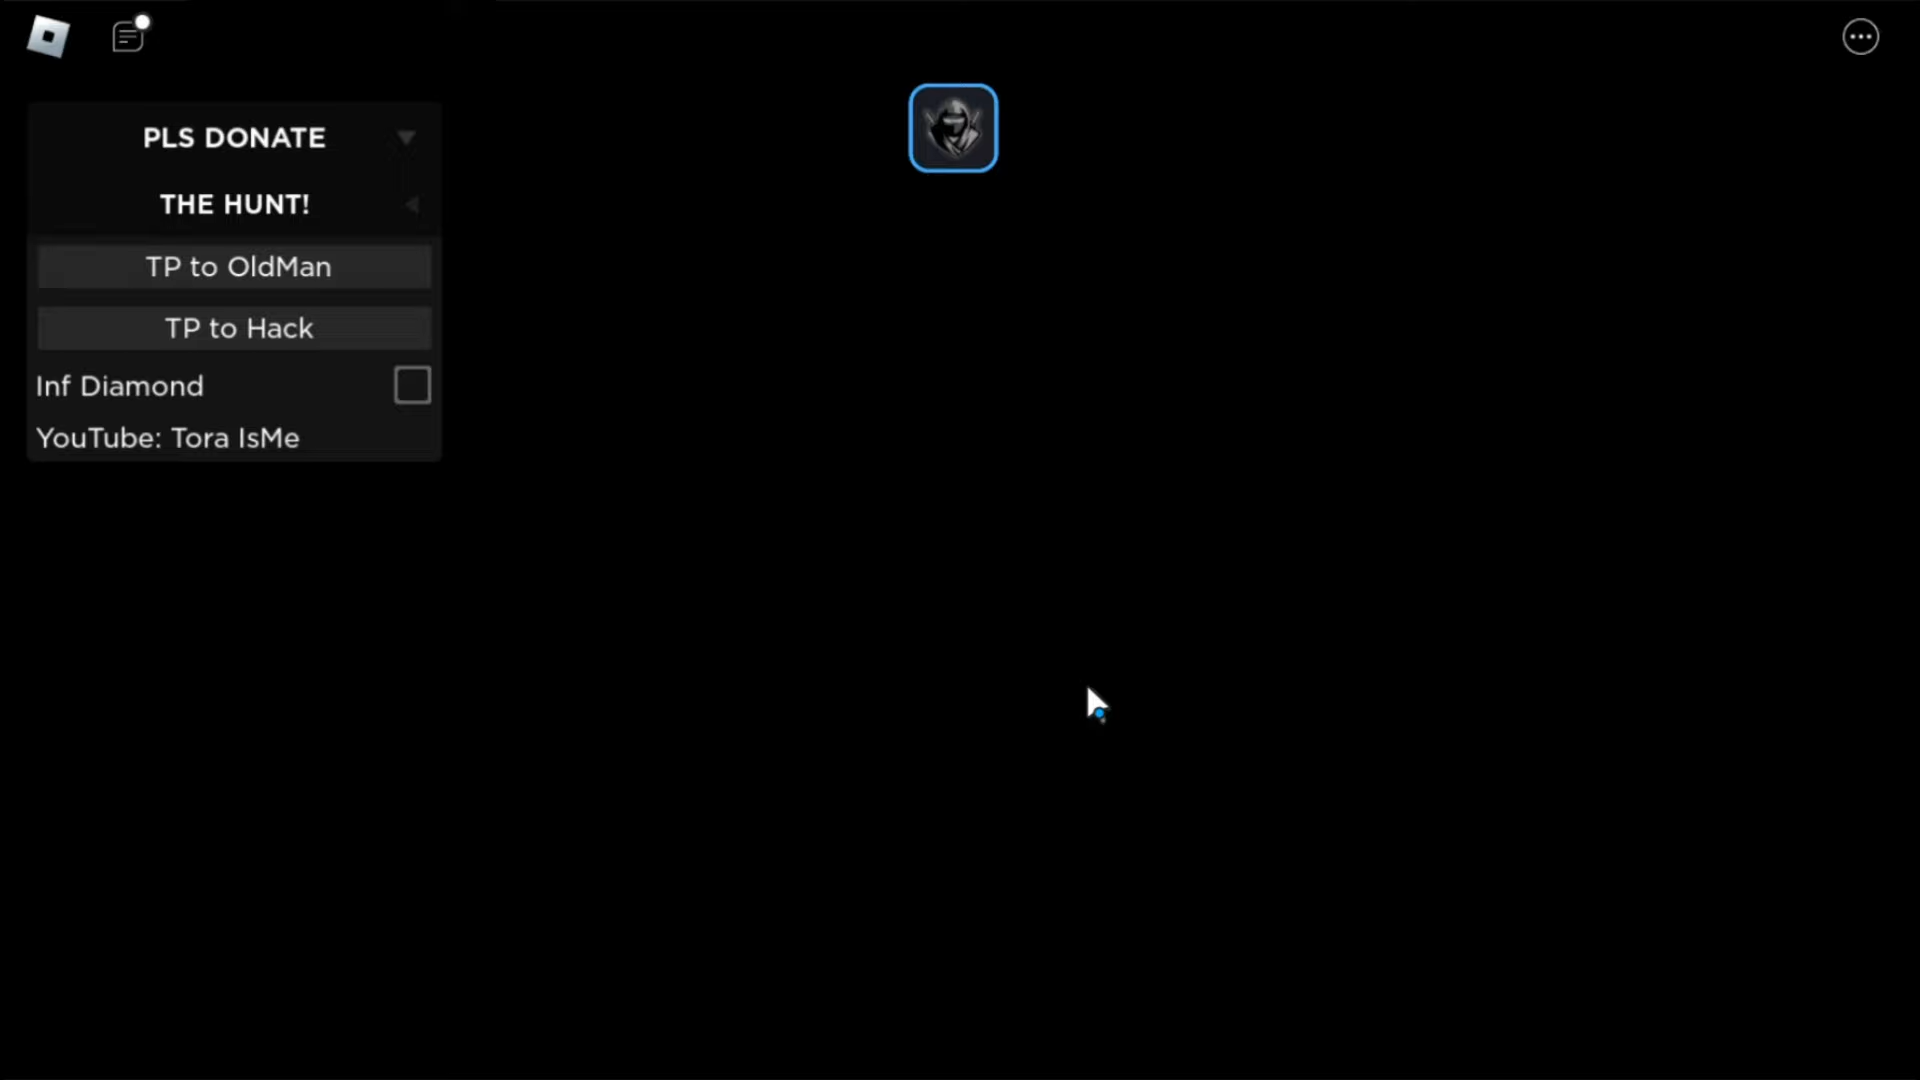 PLS DONATE
THE HUNT!
TP to OldMan
TP to Hack
Inf Diamond
YouTube: Tora IsMe